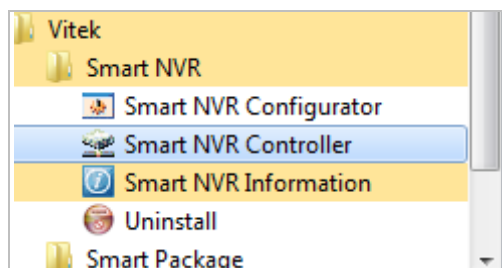 Vitek
Smart NVR
Smart NVR Configurator
Smart NVR Controller
Smart NVR Information
Uninstall
Smart Package